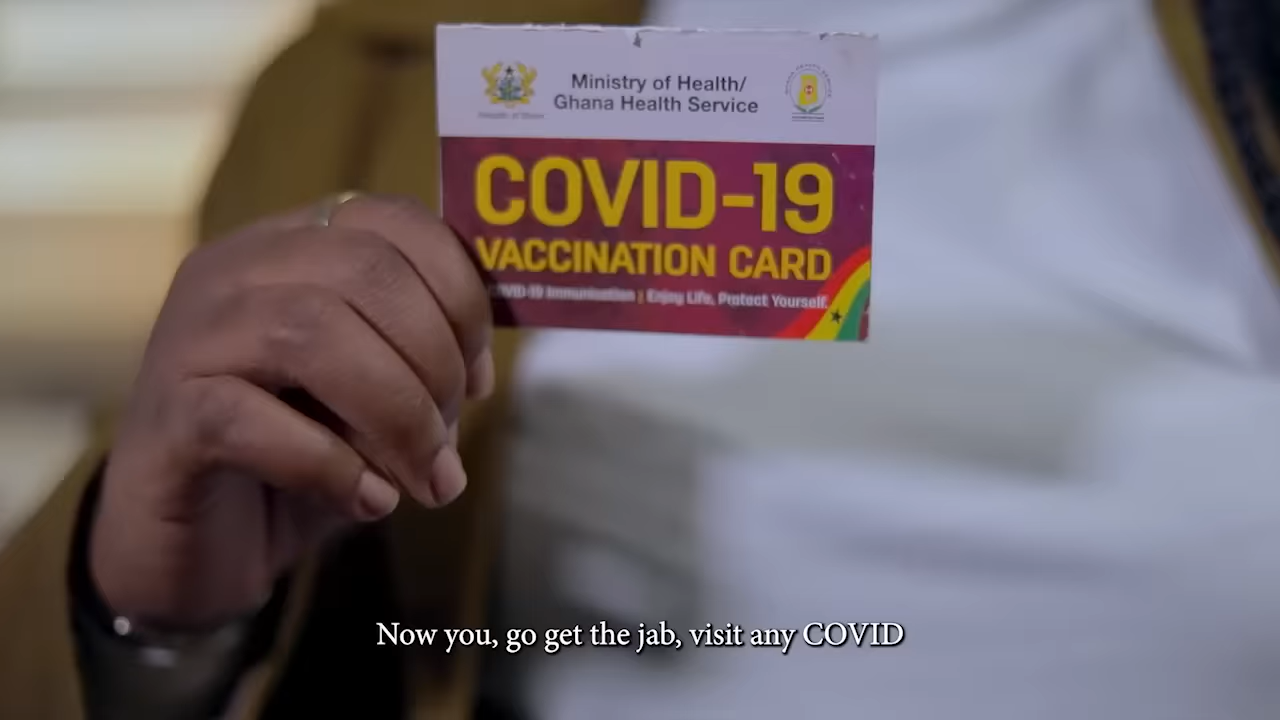 Ministry of Health/
Ghana Health Service
COVID-19
VACCINATION CARD
COVID-19 Immunisation | Enjoy Life, Protect Yourself.
Now you, go get the jab, visit any COVID